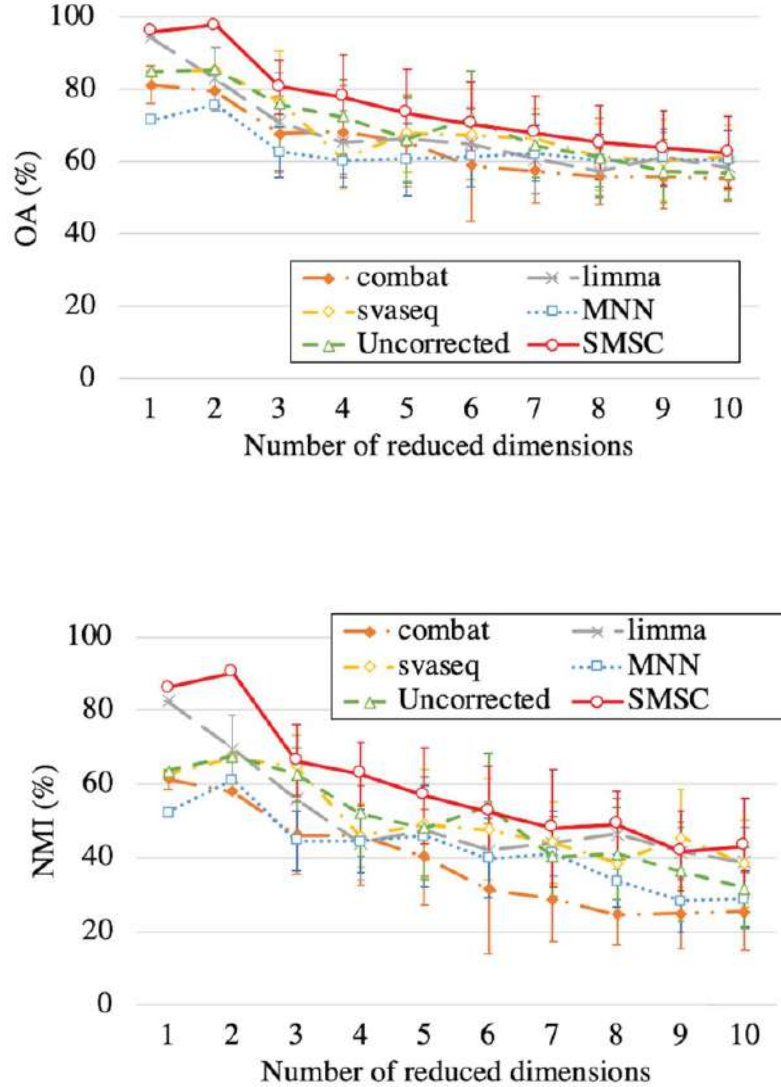 100
80
60
40
20
0
OA (%)
combat limma
svaseq MNN
Uncorrected SMSC
1 2 3 4 5 6 7 8 9 10
Number of reduced dimensions
100
80
60
40
20
0
NMI (%)
combat limma
svaseq MNN
Uncorrected SMSC
1 2 3 4 5 6 7 8 9 10
Number of reduced dimensions